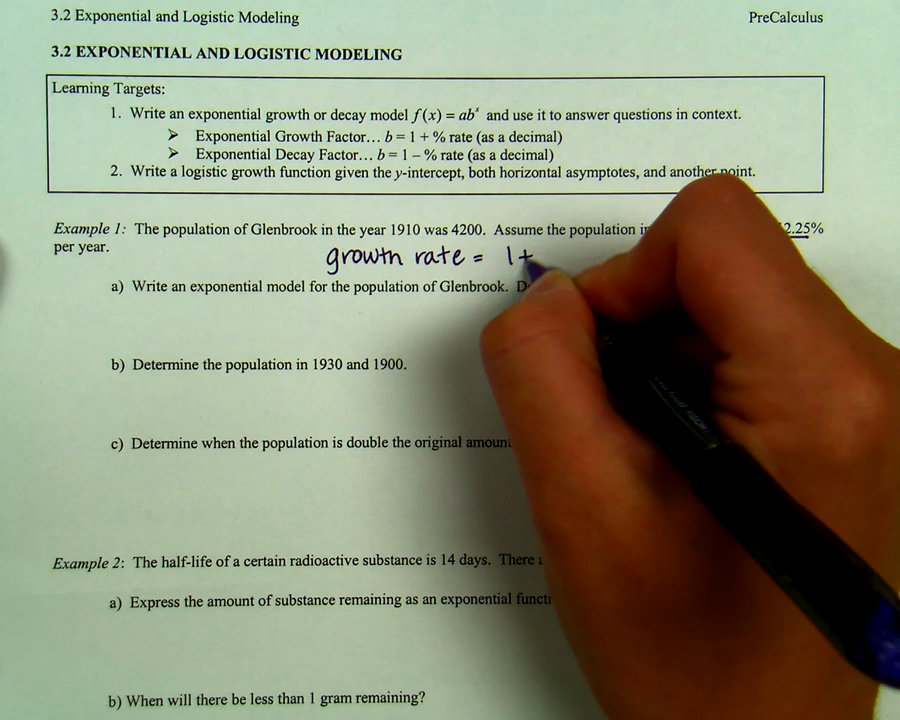 3.2 Exponential and Logistic Modeling PreCalculus
3.2 EXPONENTIAL AND LOGISTIC MODELING
Learning Targets:
1. Write an exponential growth or decay model f(x) = abˣ and use it to answer questions in context.
➢ Exponential Growth Factor… b = 1 + % rate (as a decimal)
➢ Exponential Decay Factor… b = 1 – % rate (as a decimal)
2. Write a logistic growth function given the y-intercept, both horizontal asymptotes, and another point.
Example 1: The population of Glenbrook in the year 1910 was 4200. Assume the population 2.25%
per year.
growth rate = 1+
a) Write an exponential model for the population of Glenbrook.
b) Determine the population in 1930 and 1900.
c) Determine when the population is double the original amount
Example 2: The half-life of a certain radioactive substance is 14 days. There
a) Express the amount of substance remaining as an exponential
b) When will there be less than 1 gram remaining?